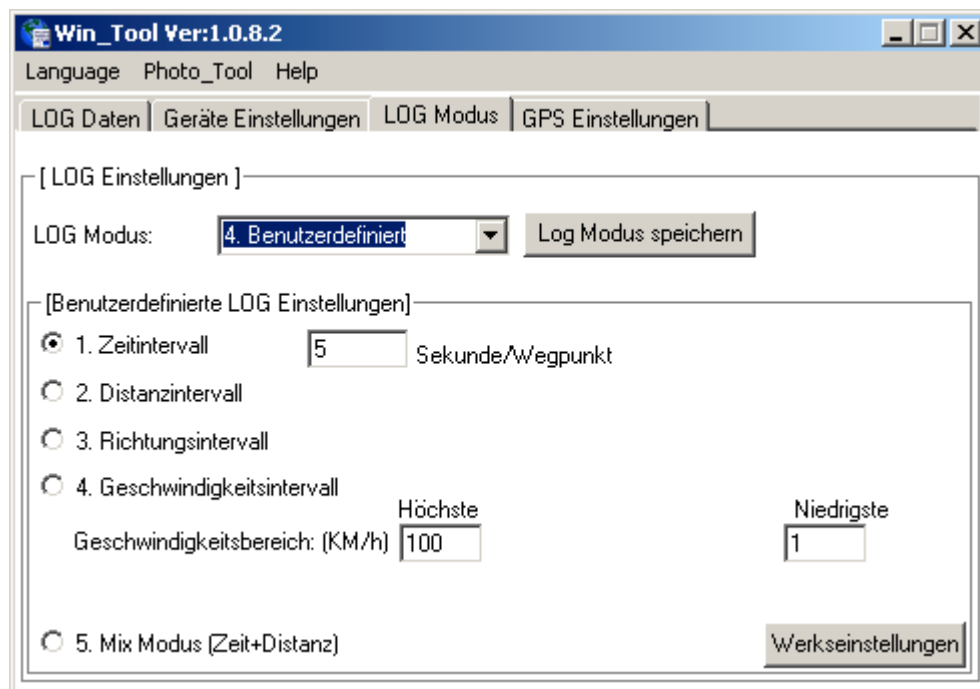 Win_Tool Ver:1.0.8.2
Language Photo_Tool Help
LOG Daten Geräte Einstellungen LOG Modus GPS Einstellungen
[ LOG Einstellungen ]
LOG Modus: 4. Benutzerdefiniert Log Modus speichern
[Benutzerdefinierte LOG Einstellungen]
1. Zeitintervall 5 Sekunde/Wegpunkt
2. Distanzintervall
3. Richtungsintervall
4. Geschwindigkeitsintervall
Höchste Niedrigste
Geschwindigkeitsbereich: (KM/h) 100 1
5. Mix Modus (Zeit+Distanz) Werkseinstellungen